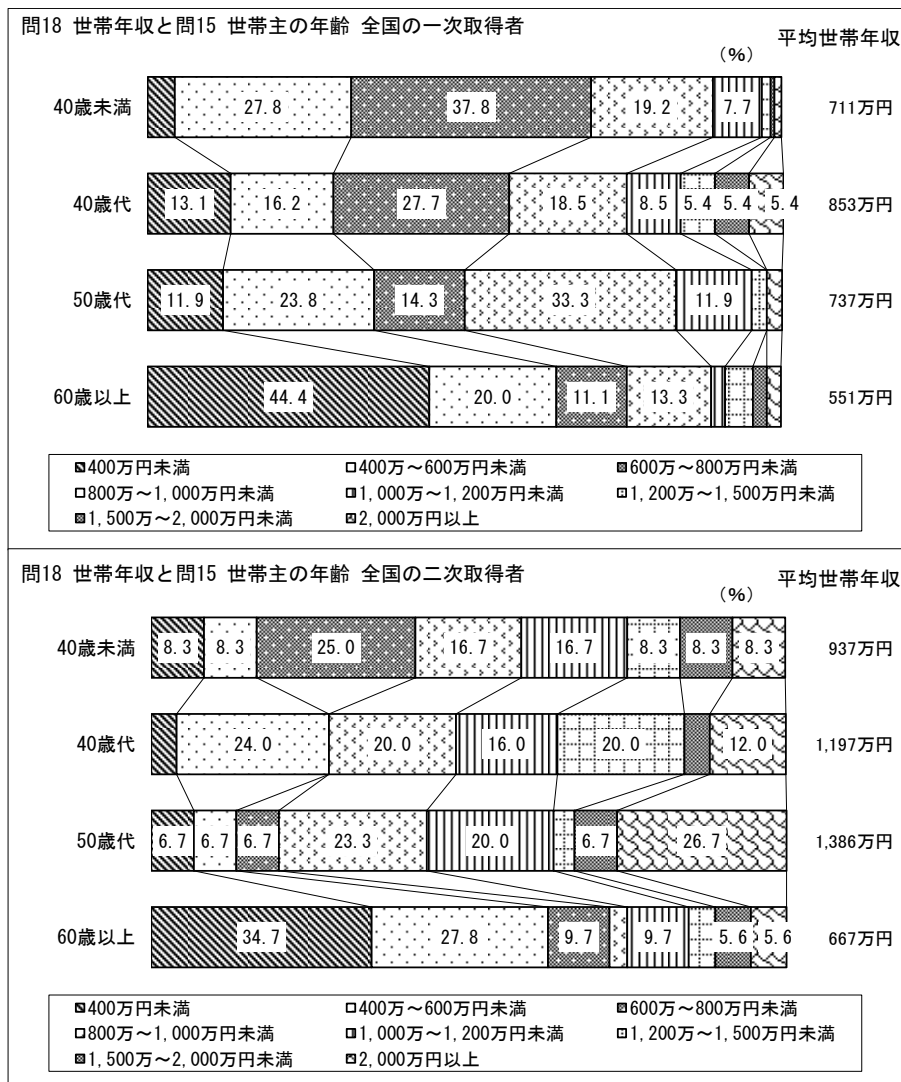 問18 世帯年収と問15 世帯主の年齢 全国の一次取得者
平均世帯年収
（%）
40歳未満 27.8 37.8 19.2 7.7 711万円
40歳代 13.1 16.2 27.7 18.5 8.5 5.4 5.4 5.4 853万円
50歳代 11.9 23.8 14.3 33.3 11.9 737万円
60歳以上 44.4 20.0 11.1 13.3 551万円
400万円未満 400万～600万円未満 600万～800万円未満
800万～1,000万円未満 1,000万～1,200万円未満 1,200万～1,500万円未満
1,500万～2,000万円未満 2,000万円以上
問18 世帯年収と問15 世帯主の年齢 全国の二次取得者
平均世帯年収
（%）
40歳未満 8.3 8.3 25.0 16.7 16.7 8.3 8.3 8.3 937万円
40歳代 24.0 20.0 16.0 20.0 12.0 1,197万円
50歳代 6.7 6.7 6.7 23.3 20.0 6.7 26.7 1,386万円
60歳以上 34.7 27.8 9.7 9.7 5.6 5.6 667万円
400万円未満 400万～600万円未満 600万～800万円未満
800万～1,000万円未満 1,000万～1,200万円未満 1,200万～1,500万円未満
1,500万～2,000万円未満 2,000万円以上